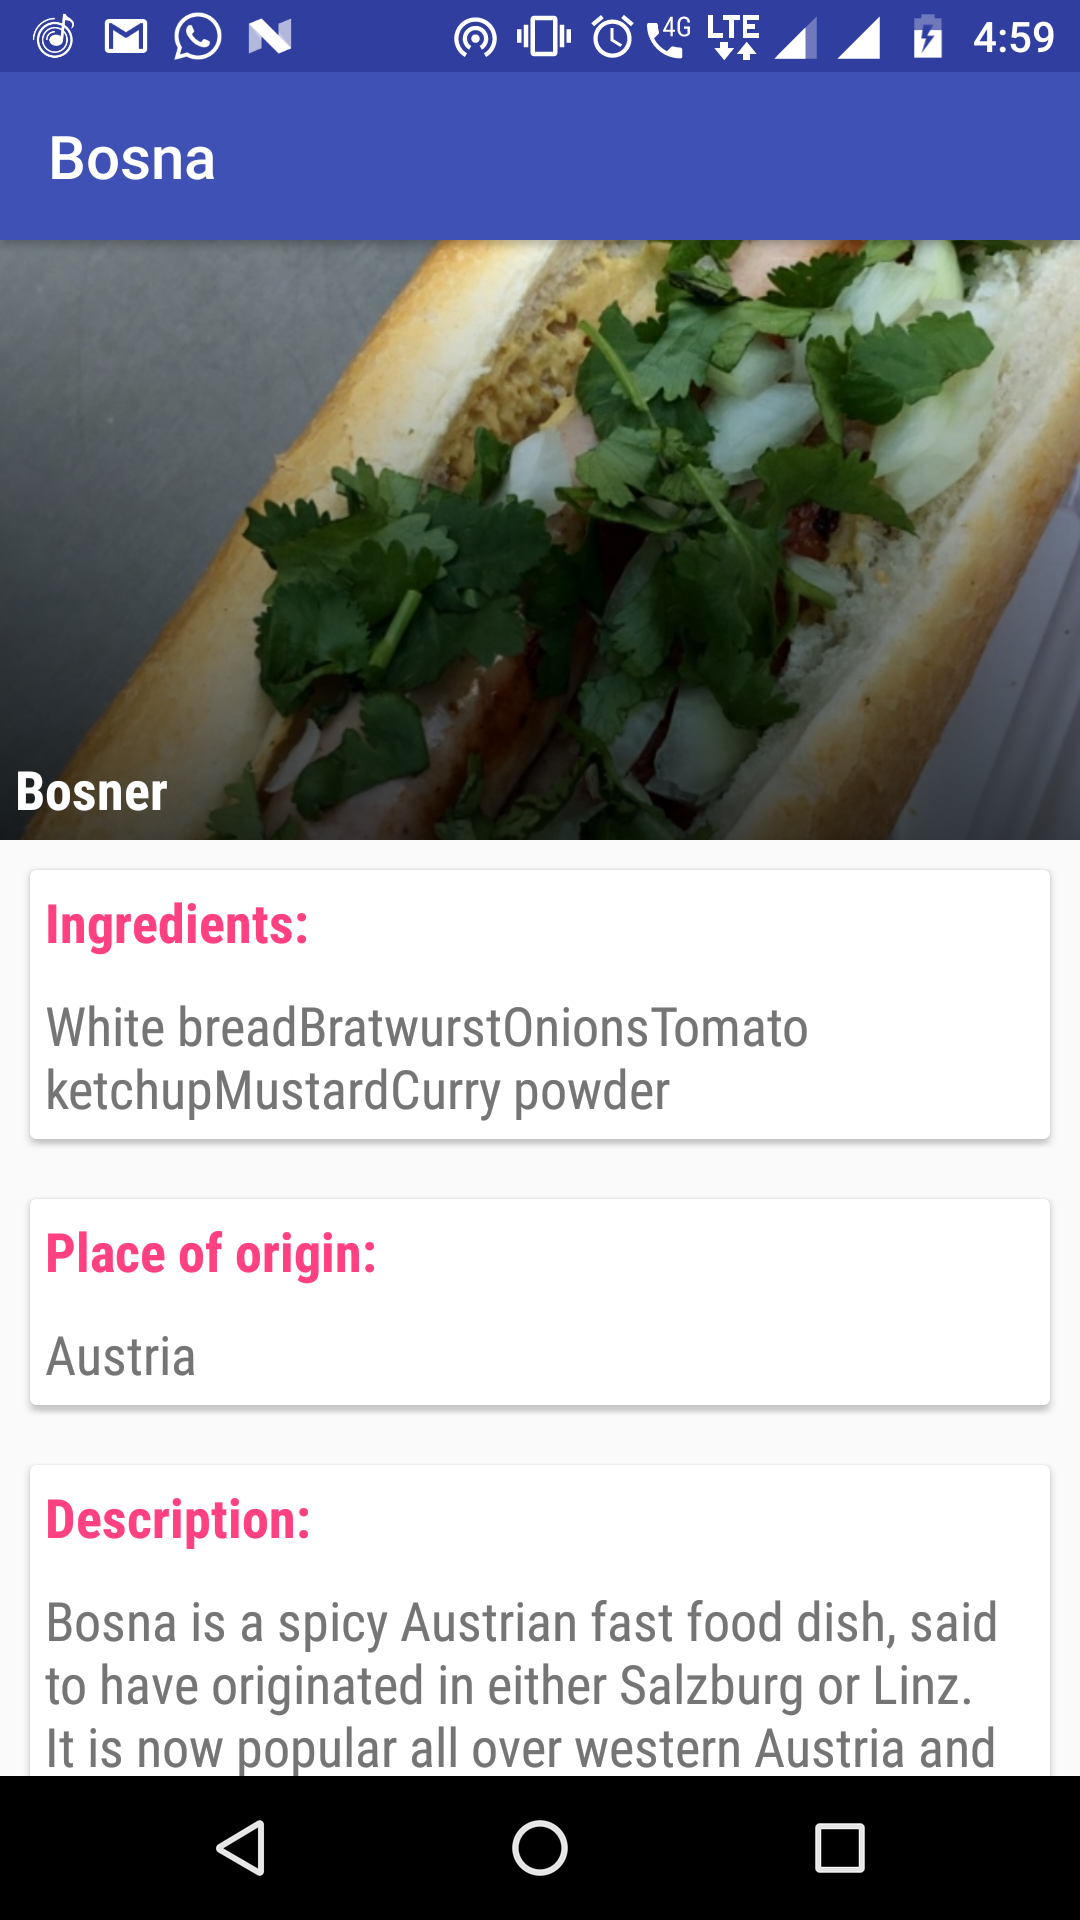 4G LTE 4:59
Bosna
Bosner
Ingredients:
White breadBratwurstOnionsTomato
ketchupMustardCurry powder
Place of origin:
Austria
Description:
Bosna is a spicy Austrian fast food dish, said
to have originated in either Salzburg or Linz.
It is now popular all over western Austria and